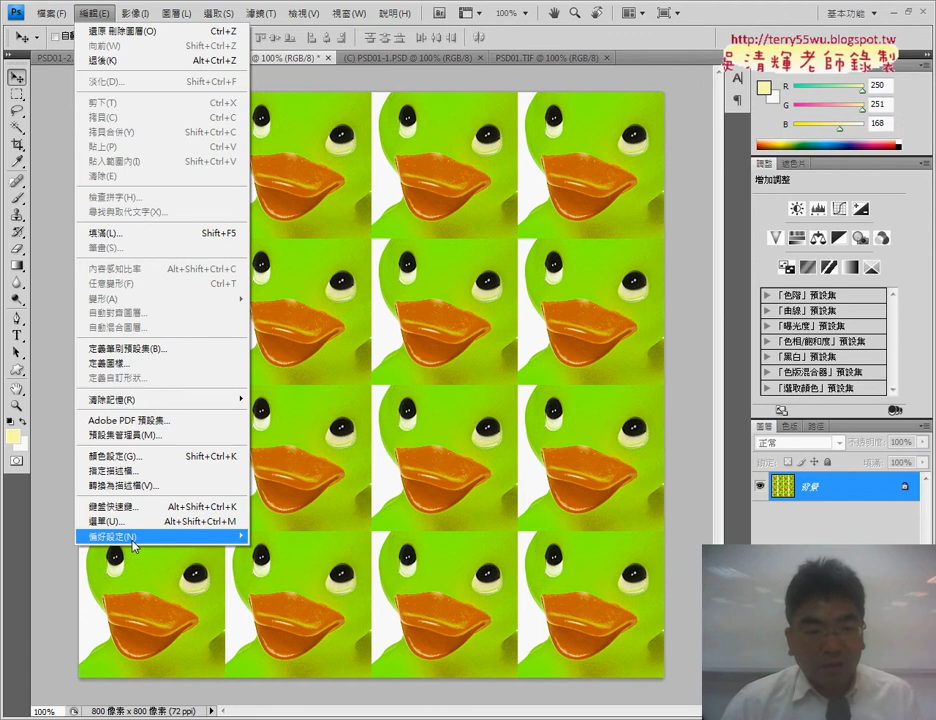 檔案(F) 編輯(E) 影像(I) 圖層(L) 選取(S) 濾鏡(T) 檢視(V) 視窗(W) 說明(H) Br 100% 基本功能
http://terry55wu.blogspot.tw
吳清輝老師錄製
PSD01-2. @ 100% (RGB/8) * × (C) PSD01-1.PSD @ 100% (RGB/8) × PSD01.TIF @ 100% (RGB/8) ×
還原 刪除圖層(O) Ctrl+Z
向前(W) Shift+Ctrl+Z
退後(K) Alt+Ctrl+Z
淡化(D)... Shift+Ctrl+F
剪下(T) Ctrl+X
拷貝(C) Ctrl+C
拷貝合併(Y) Shift+Ctrl+C
貼上(P) Ctrl+V
貼入範圍內(I) Shift+Ctrl+V
清除(E)
檢查拼字(H)...
尋找與取代文字(X)...
填滿(L)... Shift+F5
筆畫(S)...
內容感知比率 Alt+Shift+Ctrl+C
任意變形(F) Ctrl+T
變形(A)
自動對齊圖層...
自動混合圖層...
定義筆刷預設集(B)...
定義圖樣...
定義自訂形狀...
清除記憶(R)
Adobe PDF 預設集...
預設集管理員(M)...
顏色設定(G)... Shift+Ctrl+K
指定描述檔...
轉換為描述檔(V)...
鍵盤快速鍵... Alt+Shift+Ctrl+K
選單(U)... Alt+Shift+Ctrl+M
偏好設定(N)
R 250
G 251
B 168
調整 遮色片
增加調整
「色階」預設集
「曲線」預設集
「曝光度」預設集
「色相/飽和度」預設集
「黑白」預設集
「色版混合器」預設集
「選取顏色」預設集
圖層 色版 路徑
正常 不透明度: 100%
鎖定: 填滿: 100%
背景
100% 800 像素 x 800 像素 (72 ppi)